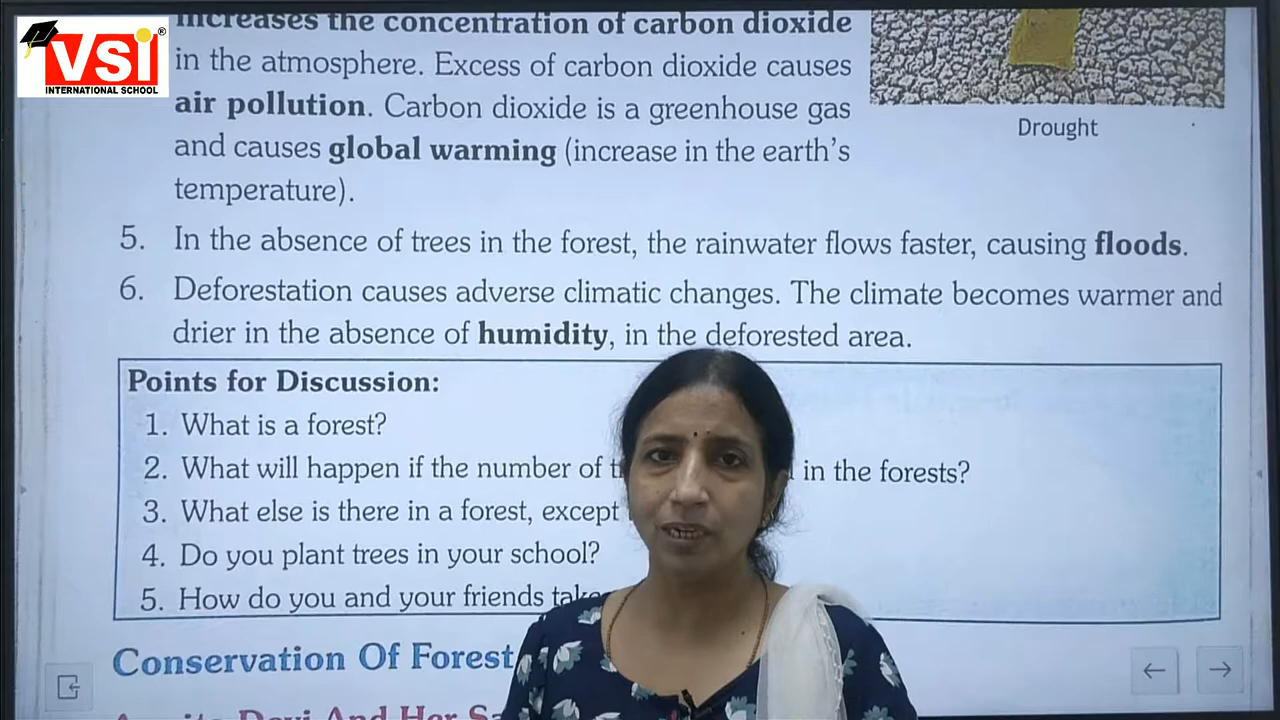 VSI
®
INTERNATIONAL SCHOOL
increases the concentration of carbon dioxide
in the atmosphere. Excess of carbon dioxide causes
air pollution. Carbon dioxide is a greenhouse gas
and causes global warming (increase in the earth's
temperature).
Drought
5. In the absence of trees in the forest, the rainwater flows faster, causing floods.
6. Deforestation causes adverse climatic changes. The climate becomes warmer and
drier in the absence of humidity, in the deforested area.
Points for Discussion:
1. What is a forest?
2. What will happen if the number of in the forests?
3. What else is there in a forest, except
4. Do you plant trees in your school?
5. How do you and your friends take
Conservation Of Forest
Devi And Her